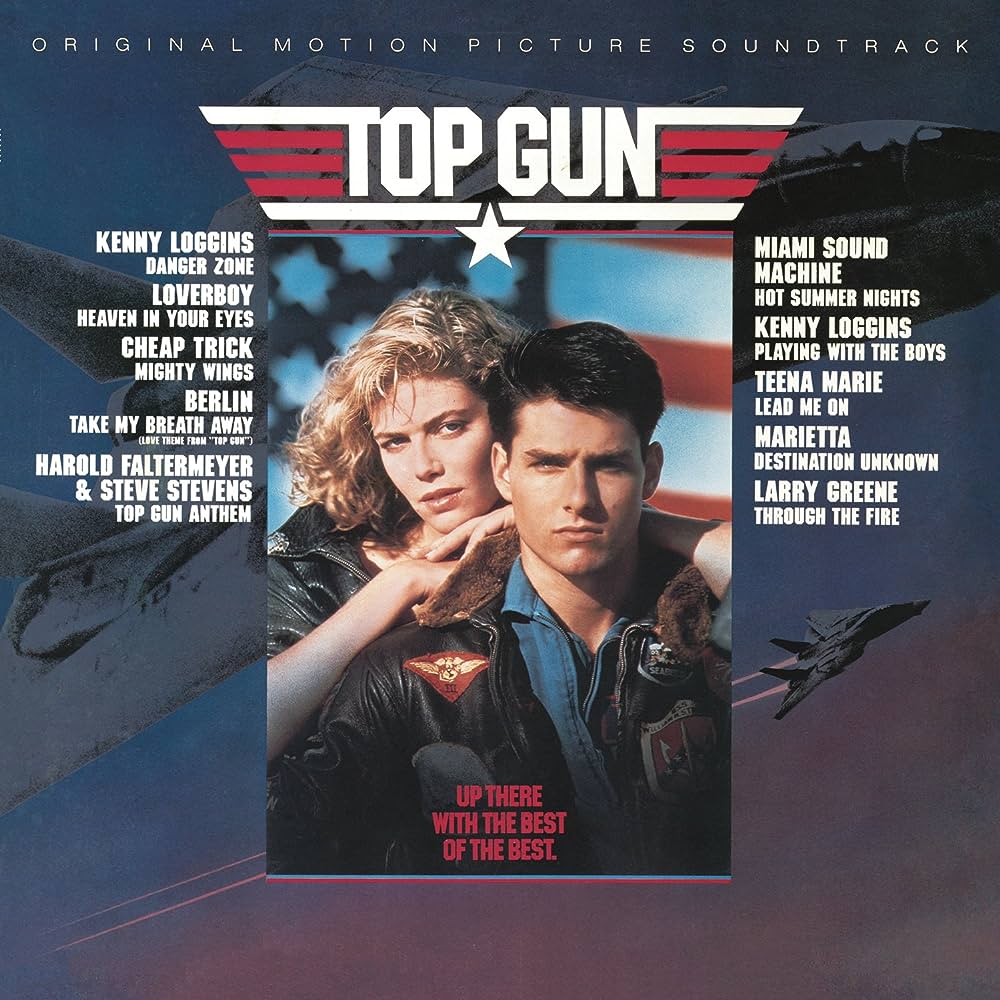 ORIGINAL MOTION PICTURE SOUNDTRACK
TOP GUN
KENNY LOGGINS
DANGER ZONE
LOVERBOY
HEAVEN IN YOUR EYES
CHEAP TRICK
MIGHTY WINGS
BERLIN
TAKE MY BREATH AWAY
(LOVE THEME FROM "TOP GUN")
HAROLD FALTERMEYER
& STEVE STEVENS
TOP GUN ANTHEM
MIAMI SOUND
MACHINE
HOT SUMMER NIGHTS
KENNY LOGGINS
PLAYING WITH THE BOYS
TEENA MARIE
LEAD ME ON
MARIETTA
DESTINATION UNKNOWN
LARRY GREENE
THROUGH THE FIRE
UP THERE
WITH THE BEST
OF THE BEST.